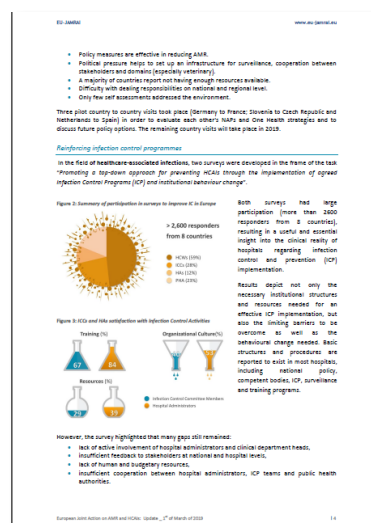 EU-JAMRAI www.eu-jamrai.eu
Policy measures are effective in reducing AMR.
Political pressure helps to set up an infrastructure for surveillance, cooperation between
stakeholders and domains (especially veterinary).
A majority of countries report not having enough resources available.
Difficulty with dealing responsibilities on national and regional level.
Only few self assessments addressed the environment.
Three pilot country to country visits took place (Germany to France; Slovenia to Czech Republic and
Netherlands to Spain) in order to evaluate each other's NAPs and One Health strategies and to
discuss future policy options. The remaining country visits will take place in 2019.
Reinforcing infection control programmes
In the field of healthcare-associated infections, two surveys were developed in the frame of the task
"Promoting a top-down approach for preventing HCAIs through the implementation of agreed
Infection Control Programs (ICP) and institutional behaviour change".
Figure 2: Summary of participation in surveys to improve IC in Europe
> 2,600 responders
from 8 countries
HCWs (59%)
ICCs (28%)
HAs (12%)
Both surveys had large
participation (more than 2600
responders from 8 countries),
resulting in a useful and essential
insight into the clinical reality of
hospitals regarding infection
control and prevention (ICP)
implementation.
Results depict not only the
necessary institutional structures
and resources needed for an
effective ICP implementation, but
also the limiting barriers to be
overcome as well as the
behavioural change needed. Basic
structures and procedures are
reported to exist in most hospitals,
including national policy,
competent bodies, ICP, surveillance
and training programs.
Figure 3: ICCs and HAs satisfaction with Infection Control Activities
Training (%) Organizational Culture(%)
67 84
Resources (%)
29 39
Infection Control Committee Members
Hospital Administrators
However, the survey highlighted that many gaps still remained:
lack of active involvement of hospital administrators and clinical department heads,
insufficient feedback to stakeholders at national and hospital levels,
lack of human and budgetary resources,
insufficient cooperation between hospital administrators, ICP teams and public health
authorities.
European Joint Action on AMR and HCAIs. Update _ 1st of March of 2019 14